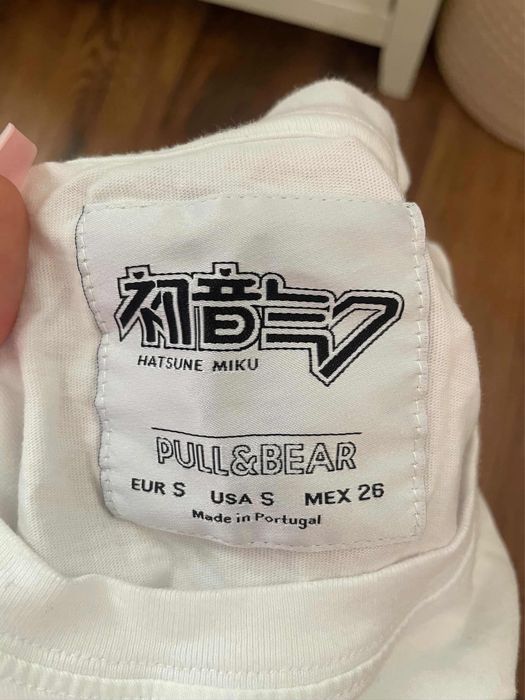 初音ミク
HATSUNE MIKU
PULL&BEAR
EUR S USA S MEX 26
Made in Portugal